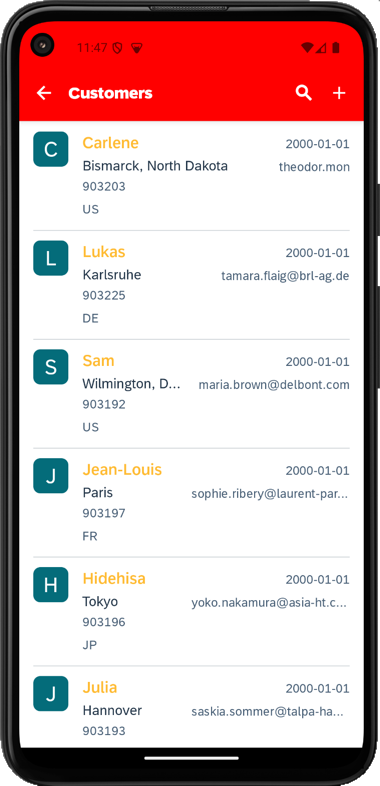 11:47
Customers
C Carlene 2000-01-01
Bismarck, North Dakota theodor.mon
903203
US
L Lukas 2000-01-01
Karlsruhe tamara.flaig@brl-ag.de
903225
DE
S Sam 2000-01-01
Wilmington, D... maria.brown@delbont.com
903192
US
J Jean-Louis 2000-01-01
Paris sophie.ribery@laurent-par...
903197
FR
H Hidehisa 2000-01-01
Tokyo yoko.nakamura@asia-ht.c...
903196
JP
J Julia 2000-01-01
Hannover saskia.sommer@talpa-ha...
903193